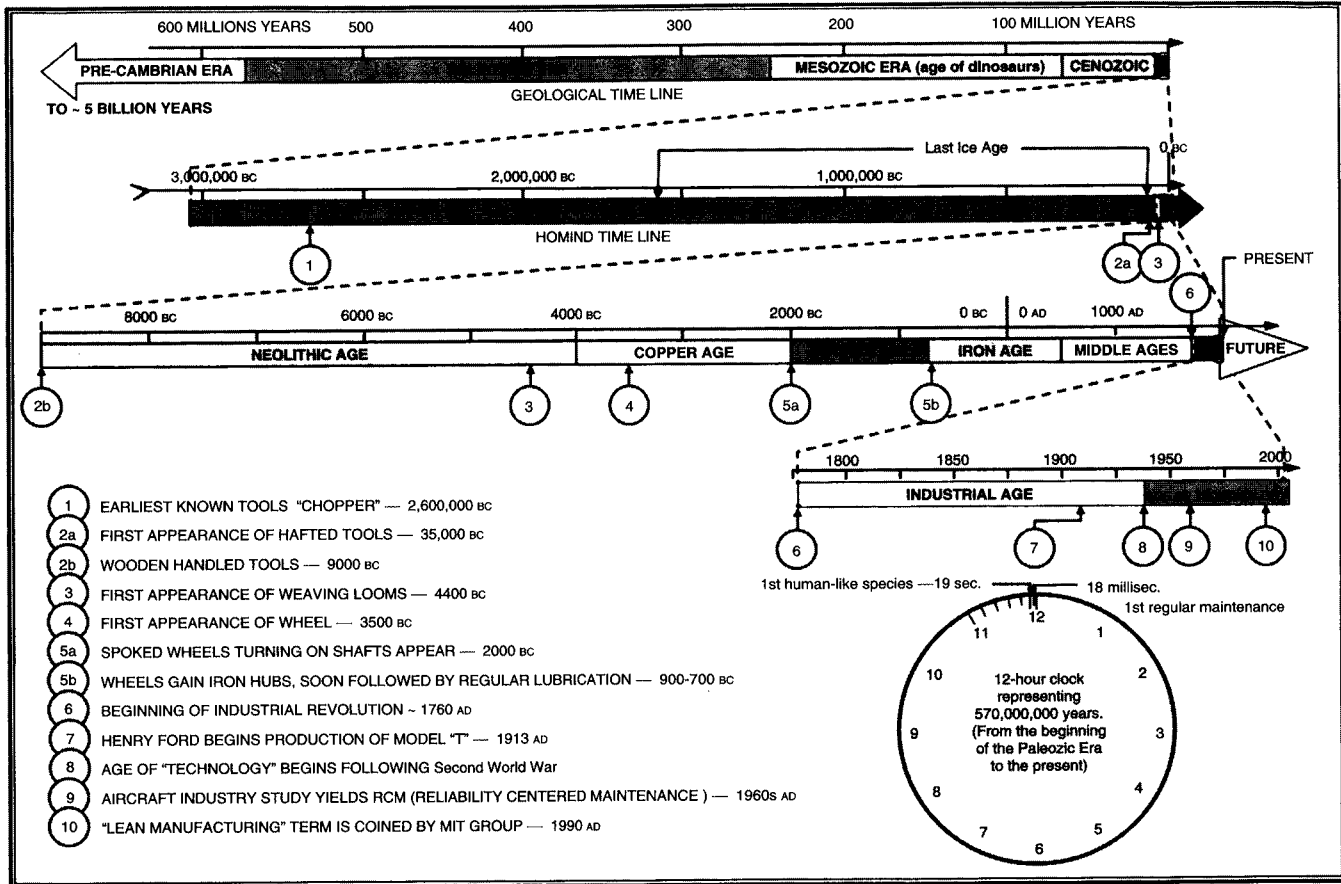 600 MILLIONS YEARS 500 400 300 200 100 MILLION YEARS
PRE-CAMBRIAN ERA MESOZOIC ERA (age of dinosaurs) CENOZOIC
TO ~ 5 BILLION YEARS
GEOLOGICAL TIME LINE
Last Ice Age 0 BC
3,000,000 BC 2,000,000 BC 1,000,000 BC
HOMIND TIME LINE
1 2a 3
PRESENT
6
8000 BC 6000 BC 4000 BC 2000 BC 0 BC 0 AD 1000 AD
NEOLITHIC AGE COPPER AGE IRON AGE MIDDLE AGES FUTURE
2b 3 4 5a 5b
1800 1850 1900 1950 2000
INDUSTRIAL AGE
6 7 8 9 10
1 EARLIEST KNOWN TOOLS "CHOPPER" — 2,600,000 BC
2a FIRST APPEARANCE OF HAFTED TOOLS — 35,000 BC
2b WOODEN HANDLED TOOLS — 9000 BC
3 FIRST APPEARANCE OF WEAVING LOOMS — 4400 BC
4 FIRST APPEARANCE OF WHEEL — 3500 BC
5a SPOKED WHEELS TURNING ON SHAFTS APPEAR — 2000 BC
5b WHEELS GAIN IRON HUBS, SOON FOLLOWED BY REGULAR LUBRICATION — 900-700 BC
6 BEGINNING OF INDUSTRIAL REVOLUTION ~ 1760 AD
7 HENRY FORD BEGINS PRODUCTION OF MODEL "T" — 1913 AD
8 AGE OF "TECHNOLOGY" BEGINS FOLLOWING Second World War
9 AIRCRAFT INDUSTRY STUDY YIELDS RCM (RELIABILITY CENTERED MAINTENANCE ) — 1960s AD
10 "LEAN MANUFACTURING" TERM IS COINED BY MIT GROUP — 1990 AD
1st human-like species —19 sec.
18 millisec.
1st regular maintenance
12
11 1
10 2
9 3
8 4
7 5
6
12-hour clock
representing
570,000,000 years.
(From the beginning
of the Paleozic Era
to the present)